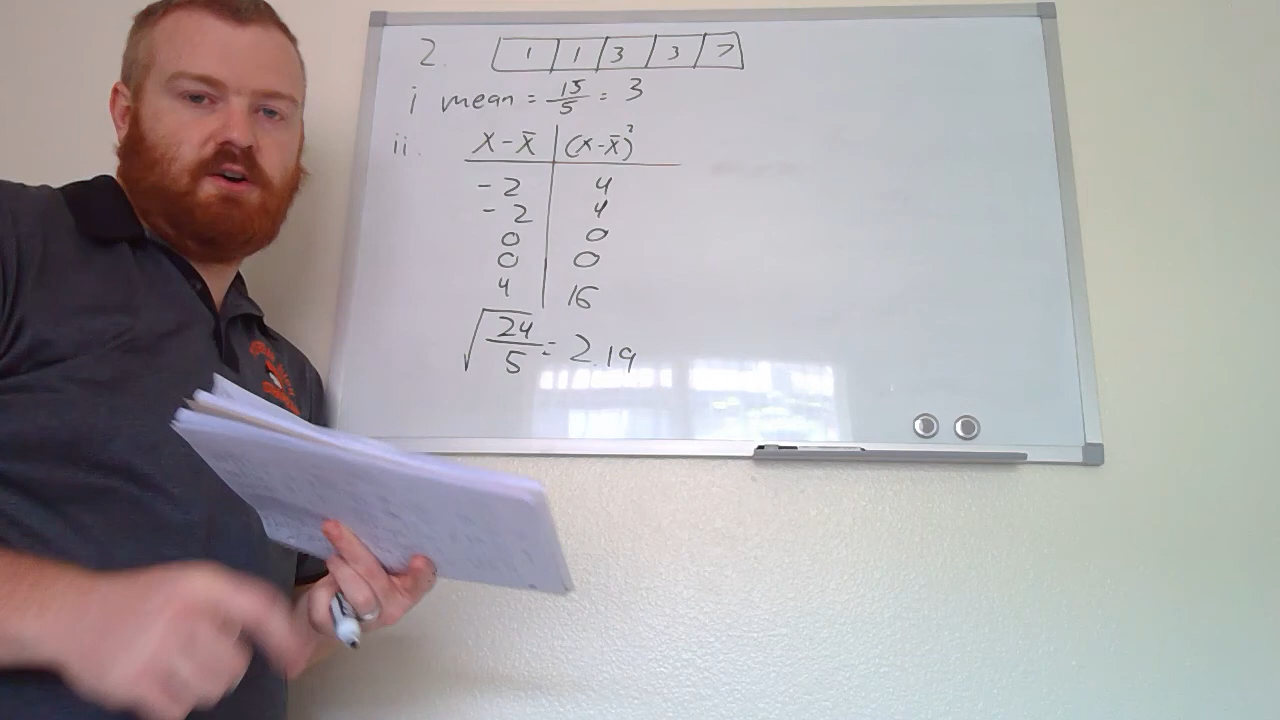 2. 1 1 3 3 7
i mean = 15/5 = 3
ii. X - X̄ | (X-X̄)²
-2 4
-2 4
0 0
0 0
4 16
√24/5 = 2.19